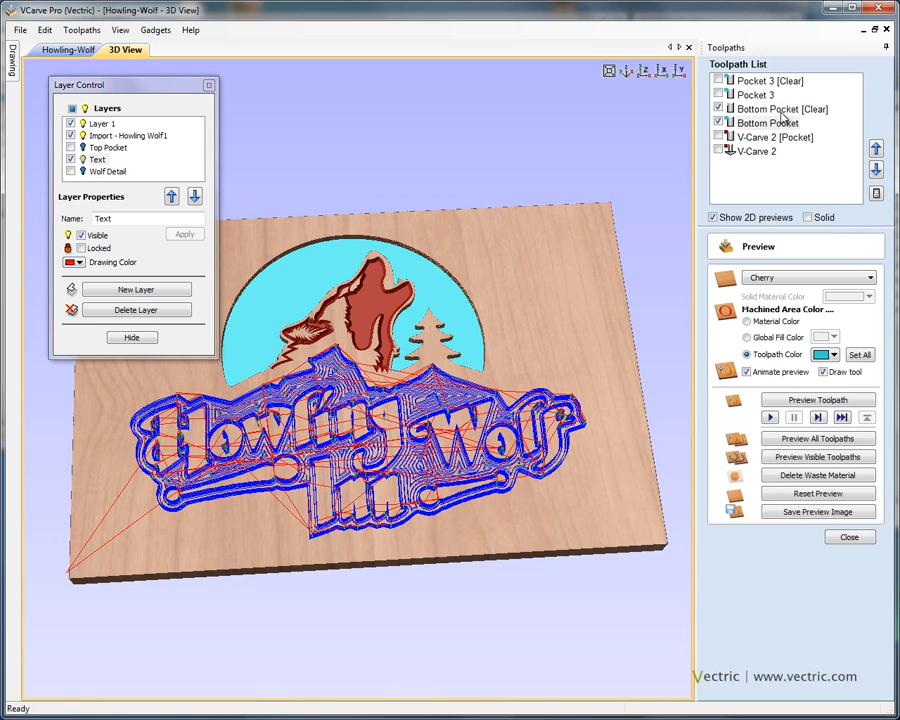 VCarve Pro {Vectric} - [Howling-Wolf - 3D View]
File Edit Toolpaths View Gadgets Help
Drawing
Howling-Wolf 3D View
Layer Control
Layers
Layer 1
Import - Howling Wolf1
Top Pocket
Text
Wolf Detail
Layer Properties
Name: Text
Visible Apply
Locked
Drawing Color
New Layer
Delete Layer
Hide
Z X Y
Howling Wolf
Inn
Toolpaths
Toolpath List
Pocket 3 [Clear]
Pocket 3
Bottom Pocket [Clear]
Bottom Pocket
V-Carve 2 [Pocket]
V-Carve 2
Show 2D previews Solid
Preview
Cherry
Solid Material Color
Machined Area Color ....
Material Color
Global Fill Color
Toolpath Color Set All
Animate preview Draw tool
Preview Toolpath
Preview All Toolpaths
Preview Visible Toolpaths
Delete Waste Material
Reset Preview
Save Preview Image
Close
Vectric | www.vectric.com
Ready